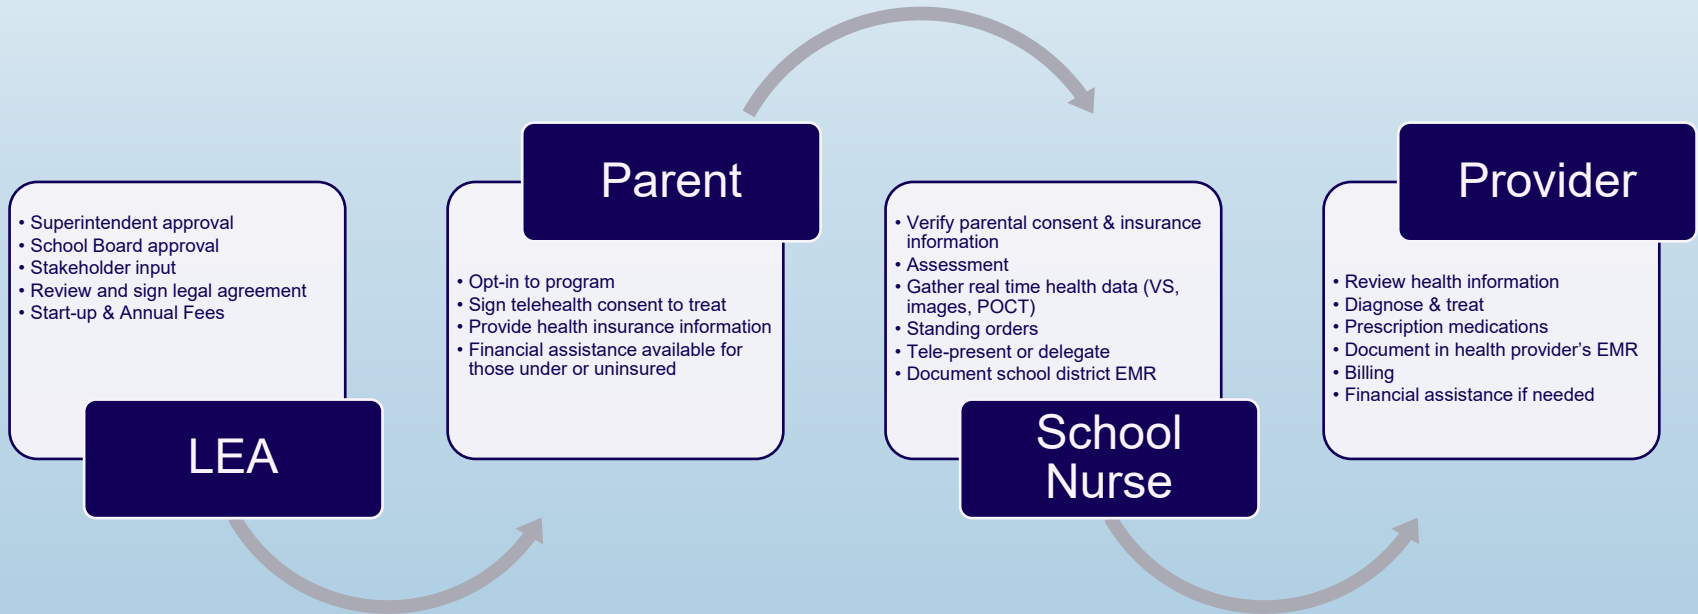 • Superintendent approval
• School Board approval
• Stakeholder input
• Review and sign legal agreement
• Start-up & Annual Fees
LEA
Parent
• Opt-in to program
• Sign telehealth consent to treat
• Provide health insurance information
• Financial assistance available for
those under or uninsured
• Verify parental consent & insurance
information
• Assessment
• Gather real time health data (VS,
images, POCT)
• Standing orders
• Tele-present or delegate
• Document school district EMR
School
Nurse
Provider
• Review health information
• Diagnose & treat
• Prescription medications
• Document in health provider’s EMR
• Billing
• Financial assistance if needed